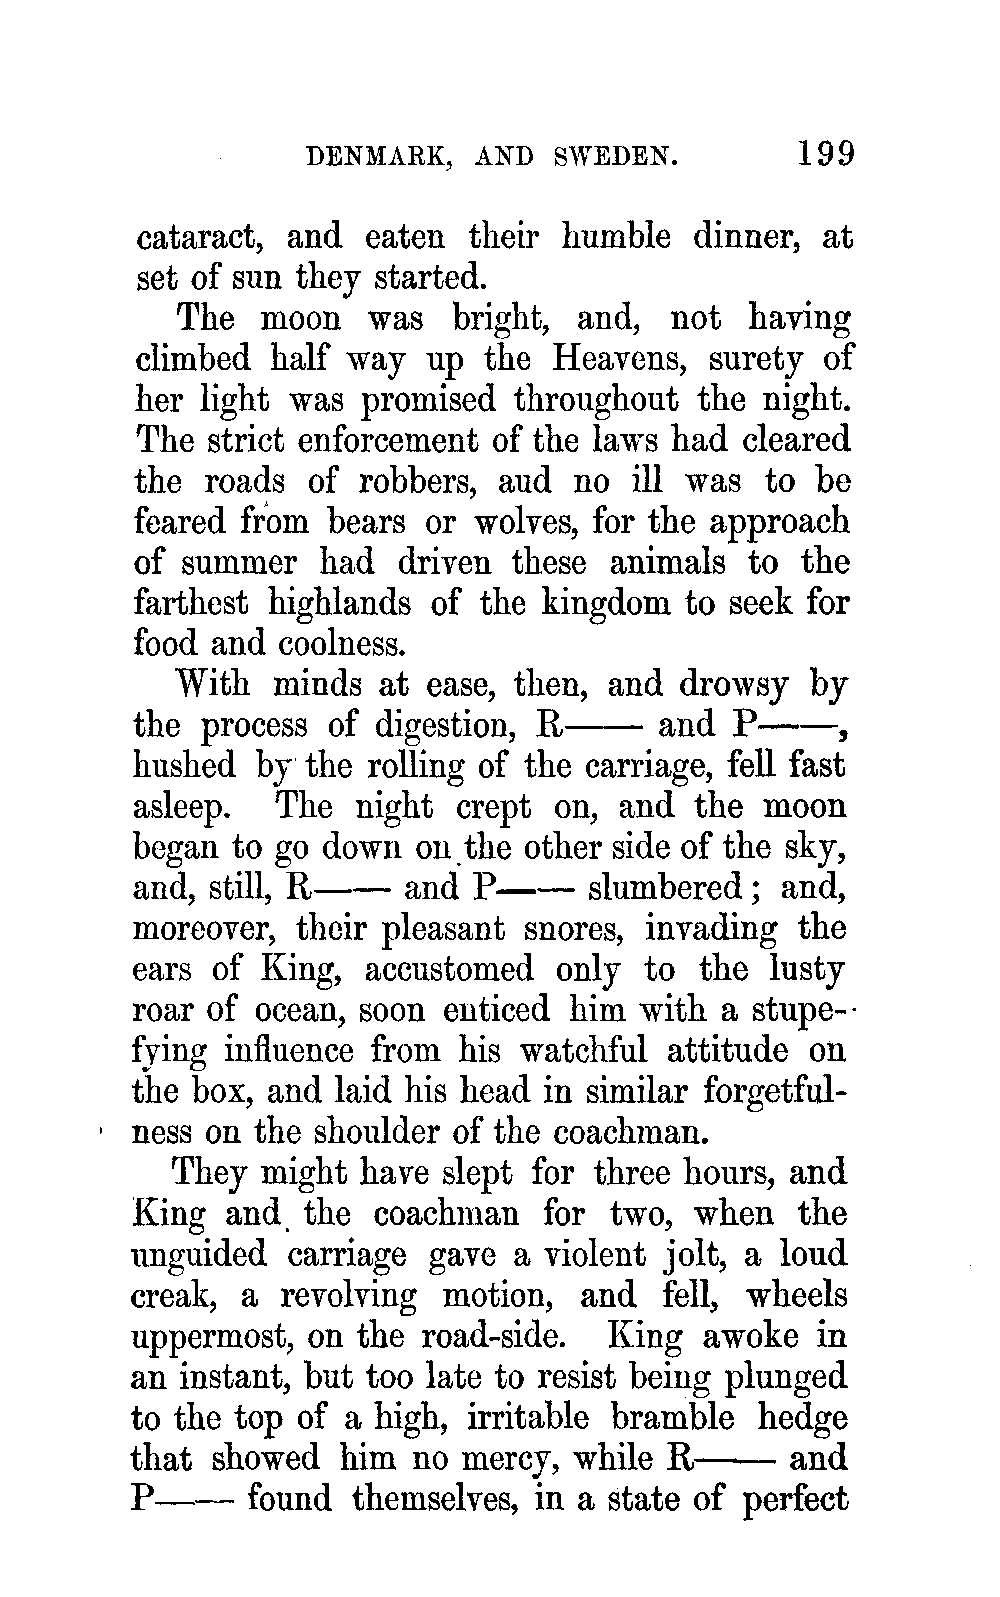 DENMARK, AND SWEDEN. 199
cataract, and eaten their humble dinner, at
set of sun they started.
The moon was bright, and, not having
climbed half way up the Heavens, surety of
her light was promised throughout the night.
The strict enforcement of the laws had cleared
the roads of robbers, aud no ill was to be
feared from bears or wolves, for the approach
of summer had driven these animals to the
farthest highlands of the kingdom to seek for
food and coolness.
With minds at ease, then, and drowsy by
the process of digestion, R—— and P——,
hushed by the rolling of the carriage, fell fast
asleep. The night crept on, and the moon
began to go down on the other side of the sky,
and, still, R—— and P—— slumbered; and,
moreover, their pleasant snores, invading the
ears of King, accustomed only to the lusty
roar of ocean, soon enticed him with a stupe-
fying influence from his watchful attitude on
the box, and laid his head in similar forgetful-
ness on the shoulder of the coachman.
They might have slept for three hours, and
King and the coachman for two, when the
unguided carriage gave a violent jolt, a loud
creak, a revolving motion, and fell, wheels
uppermost, on the road-side. King awoke in
an instant, but too late to resist being plunged
to the top of a high, irritable bramble hedge
that showed him no mercy, while R—— and
P—— found themselves, in a state of perfect